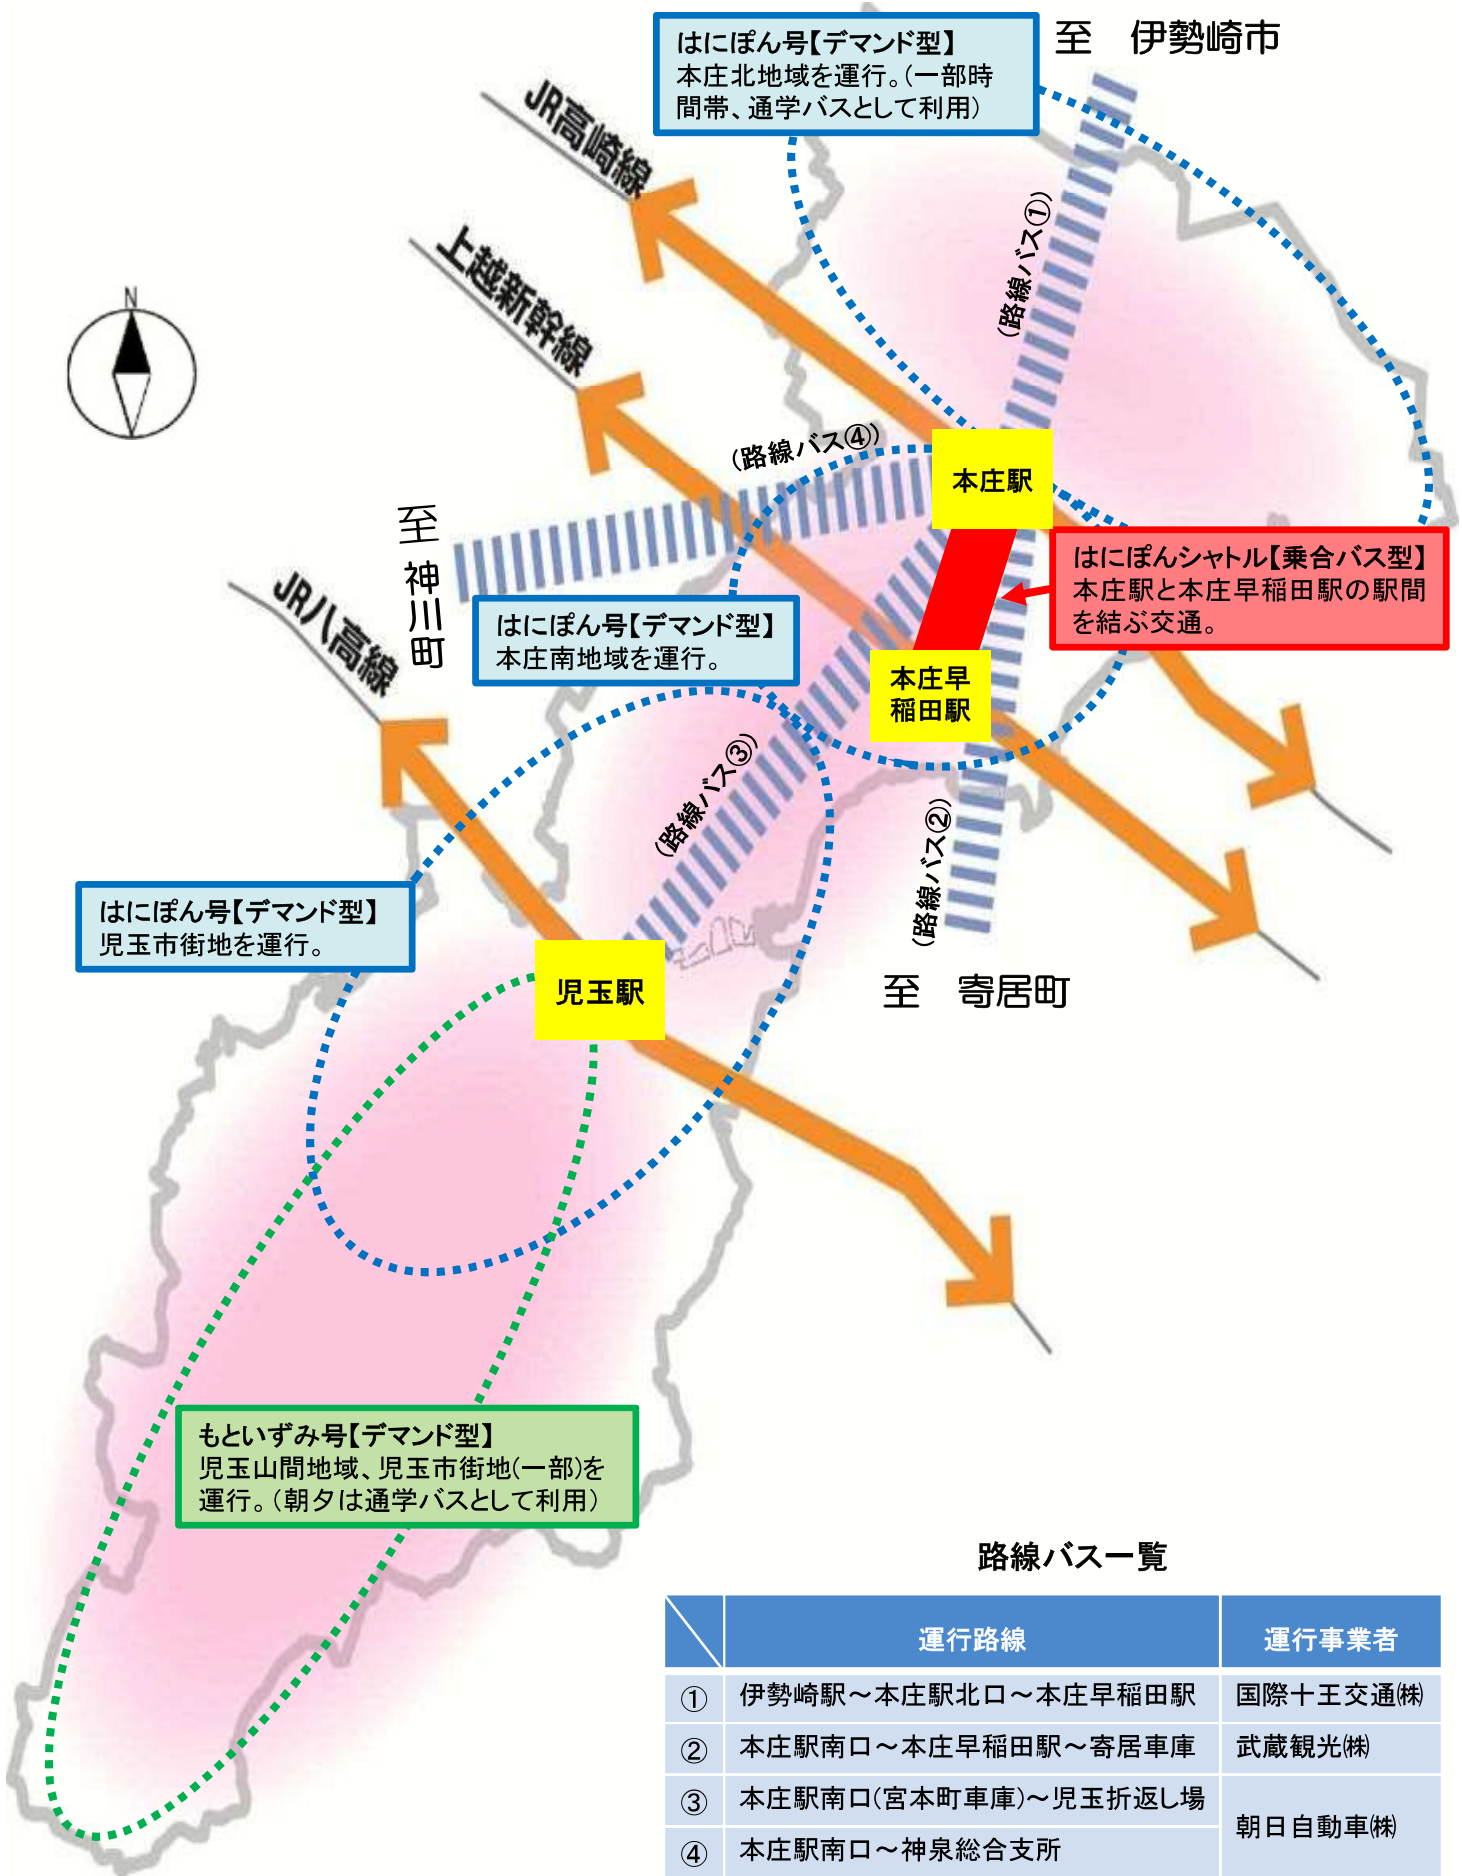 はにぽん号【デマンド型】
本庄北地域を運行。(一部時
間帯、通学バスとして利用)
至 伊勢崎市
JR高崎線
(路線バス①)
上越新幹線
N
(路線バス④)
本庄駅
至 神川町
はにぽんシャトル【乗合バス型】
本庄駅と本庄早稲田駅の駅間
を結ぶ交通。
JR八高線
はにぽん号【デマンド型】
本庄南地域を運行。
本庄早
稲田駅
(路線バス③)
(路線バス②)
はにぽん号【デマンド型】
児玉市街地を運行。
児玉駅
至 寄居町
もといずみ号【デマンド型】
児玉山間地域、児玉市街地(一部)を
運行。(朝夕は通学バスとして利用)
路線バス一覧
運行路線 運行事業者
① 伊勢崎駅～本庄駅北口～本庄早稲田駅 国際十王交通㈱
② 本庄駅南口～本庄早稲田駅～寄居車庫 武蔵観光㈱
③ 本庄駅南口(宮本町車庫)～児玉折返し場
朝日自動車㈱
④ 本庄駅南口～神泉総合支所